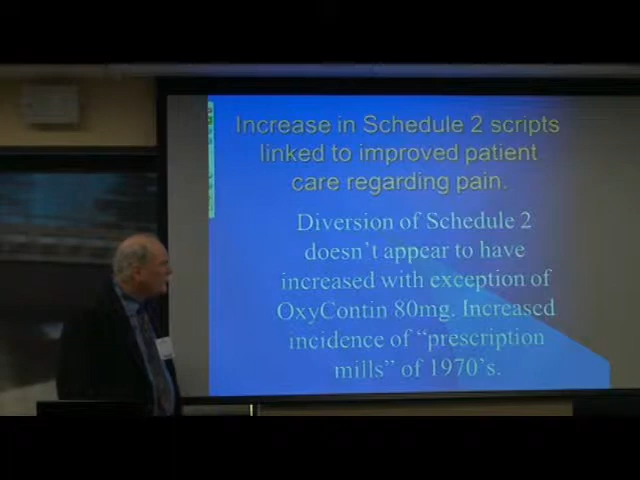 Increase in Schedule 2 scripts
linked to improved patient
care regarding pain.
Diversion of Schedule 2
doesn't appear to have
increased with exception of
OxyContin 80mg. Increased
incidence of “prescription
mills” of 1970's.